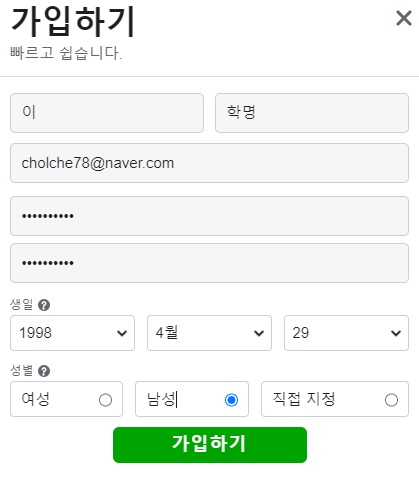 가입하기
빠르고 쉽습니다.
이 학명
cholche78@naver.com
••••••••••
••••••••••
생일
1998 4월 29
성별
여성 남성 직접 지정
가입하기